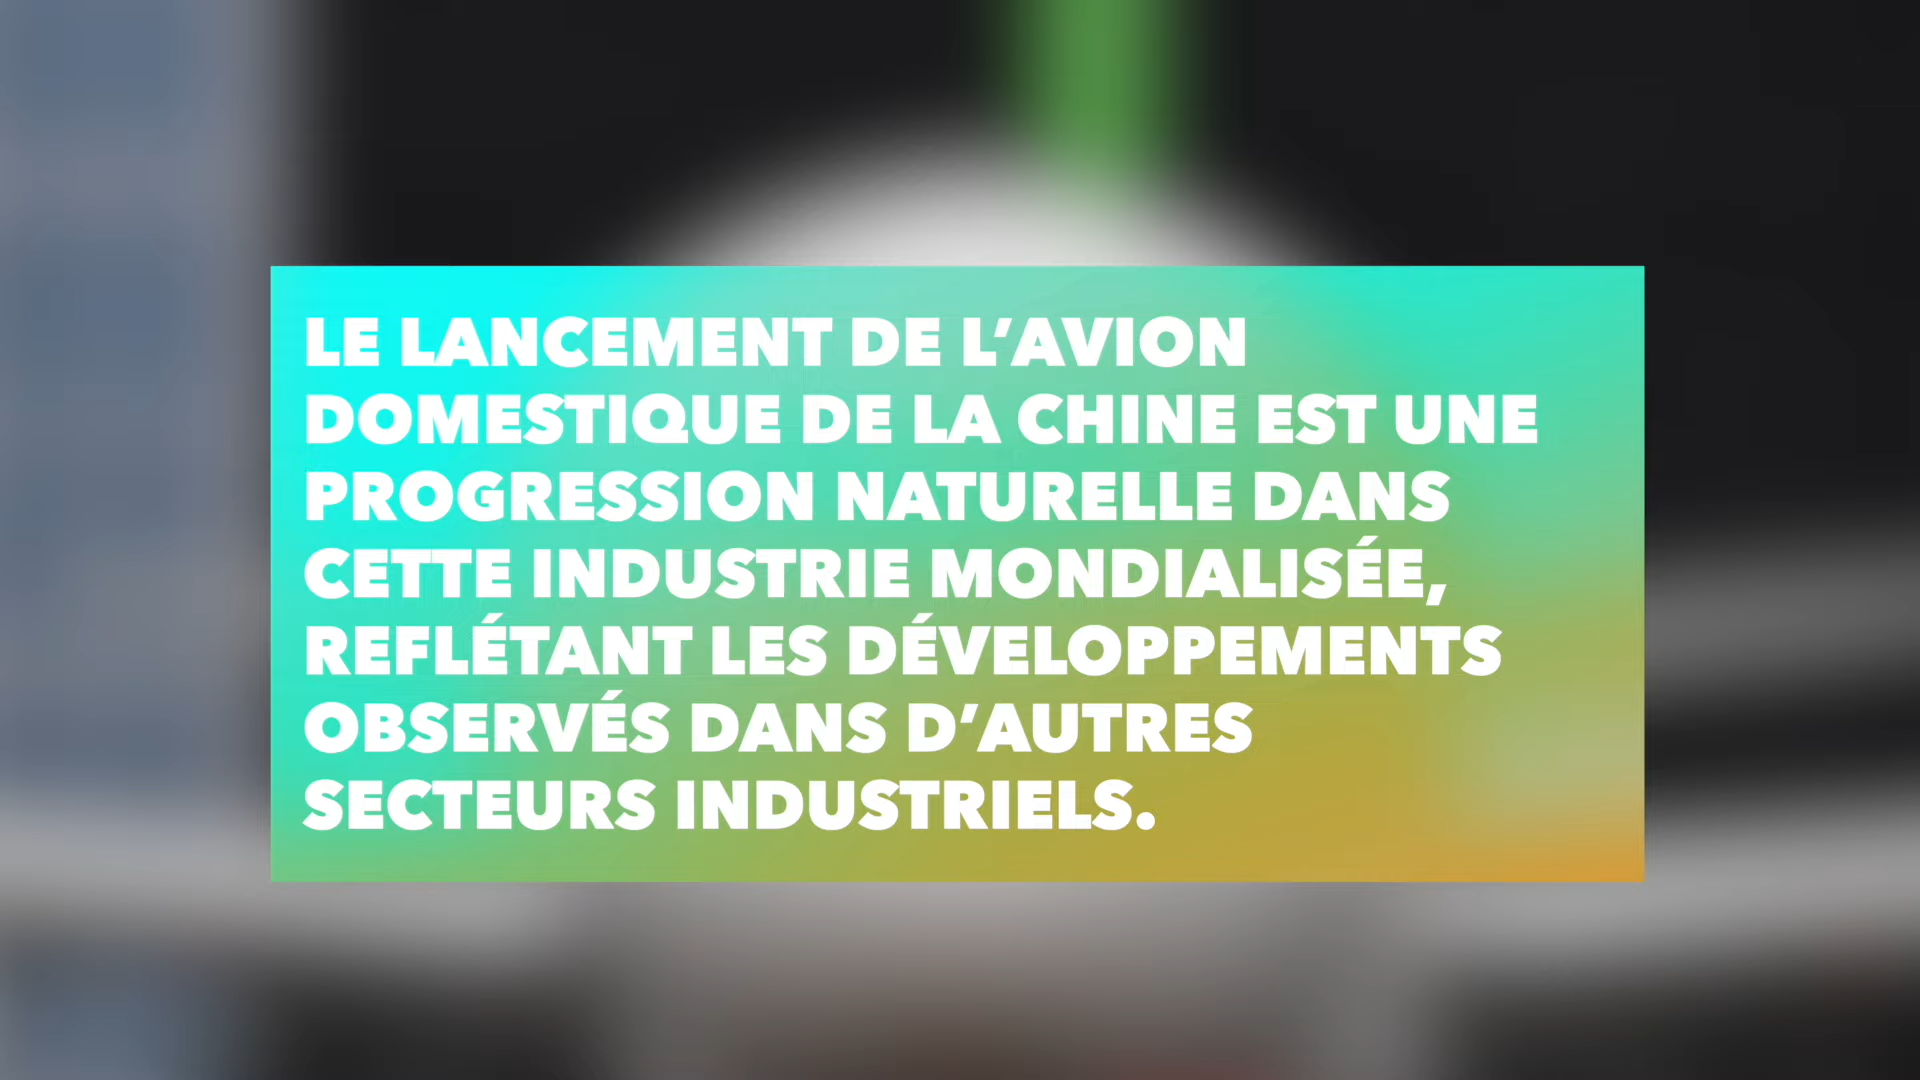 LE LANCEMENT DE L’AVION
DOMESTIQUE DE LA CHINE EST UNE
PROGRESSION NATURELLE DANS
CETTE INDUSTRIE MONDIALISÉE,
REFLÉTANT LES DÉVELOPPEMENTS
OBSERVÉS DANS D’AUTRES
SECTEURS INDUSTRIELS.